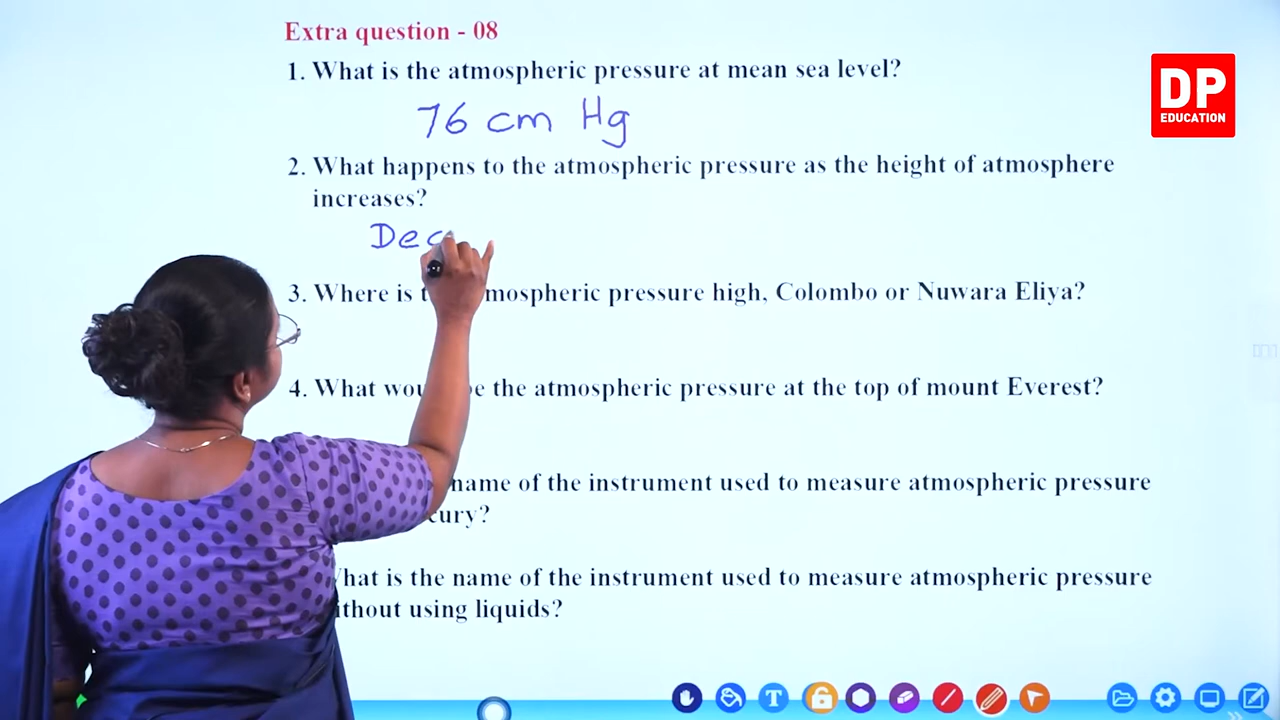 Extra question - 08
1. What is the atmospheric pressure at mean sea level?
76 cm Hg
2. What happens to the atmospheric pressure as the height of atmosphere
increases?
Dec
3. Where is mospheric pressure high, Colombo or Nuwara Eliya?
4. What wou e the atmospheric pressure at the top of mount Everest?
name of the instrument used to measure atmospheric pressure
cury?
hat is the name of the instrument used to measure atmospheric pressure
ithout using liquids?
DP
EDUCATION
T